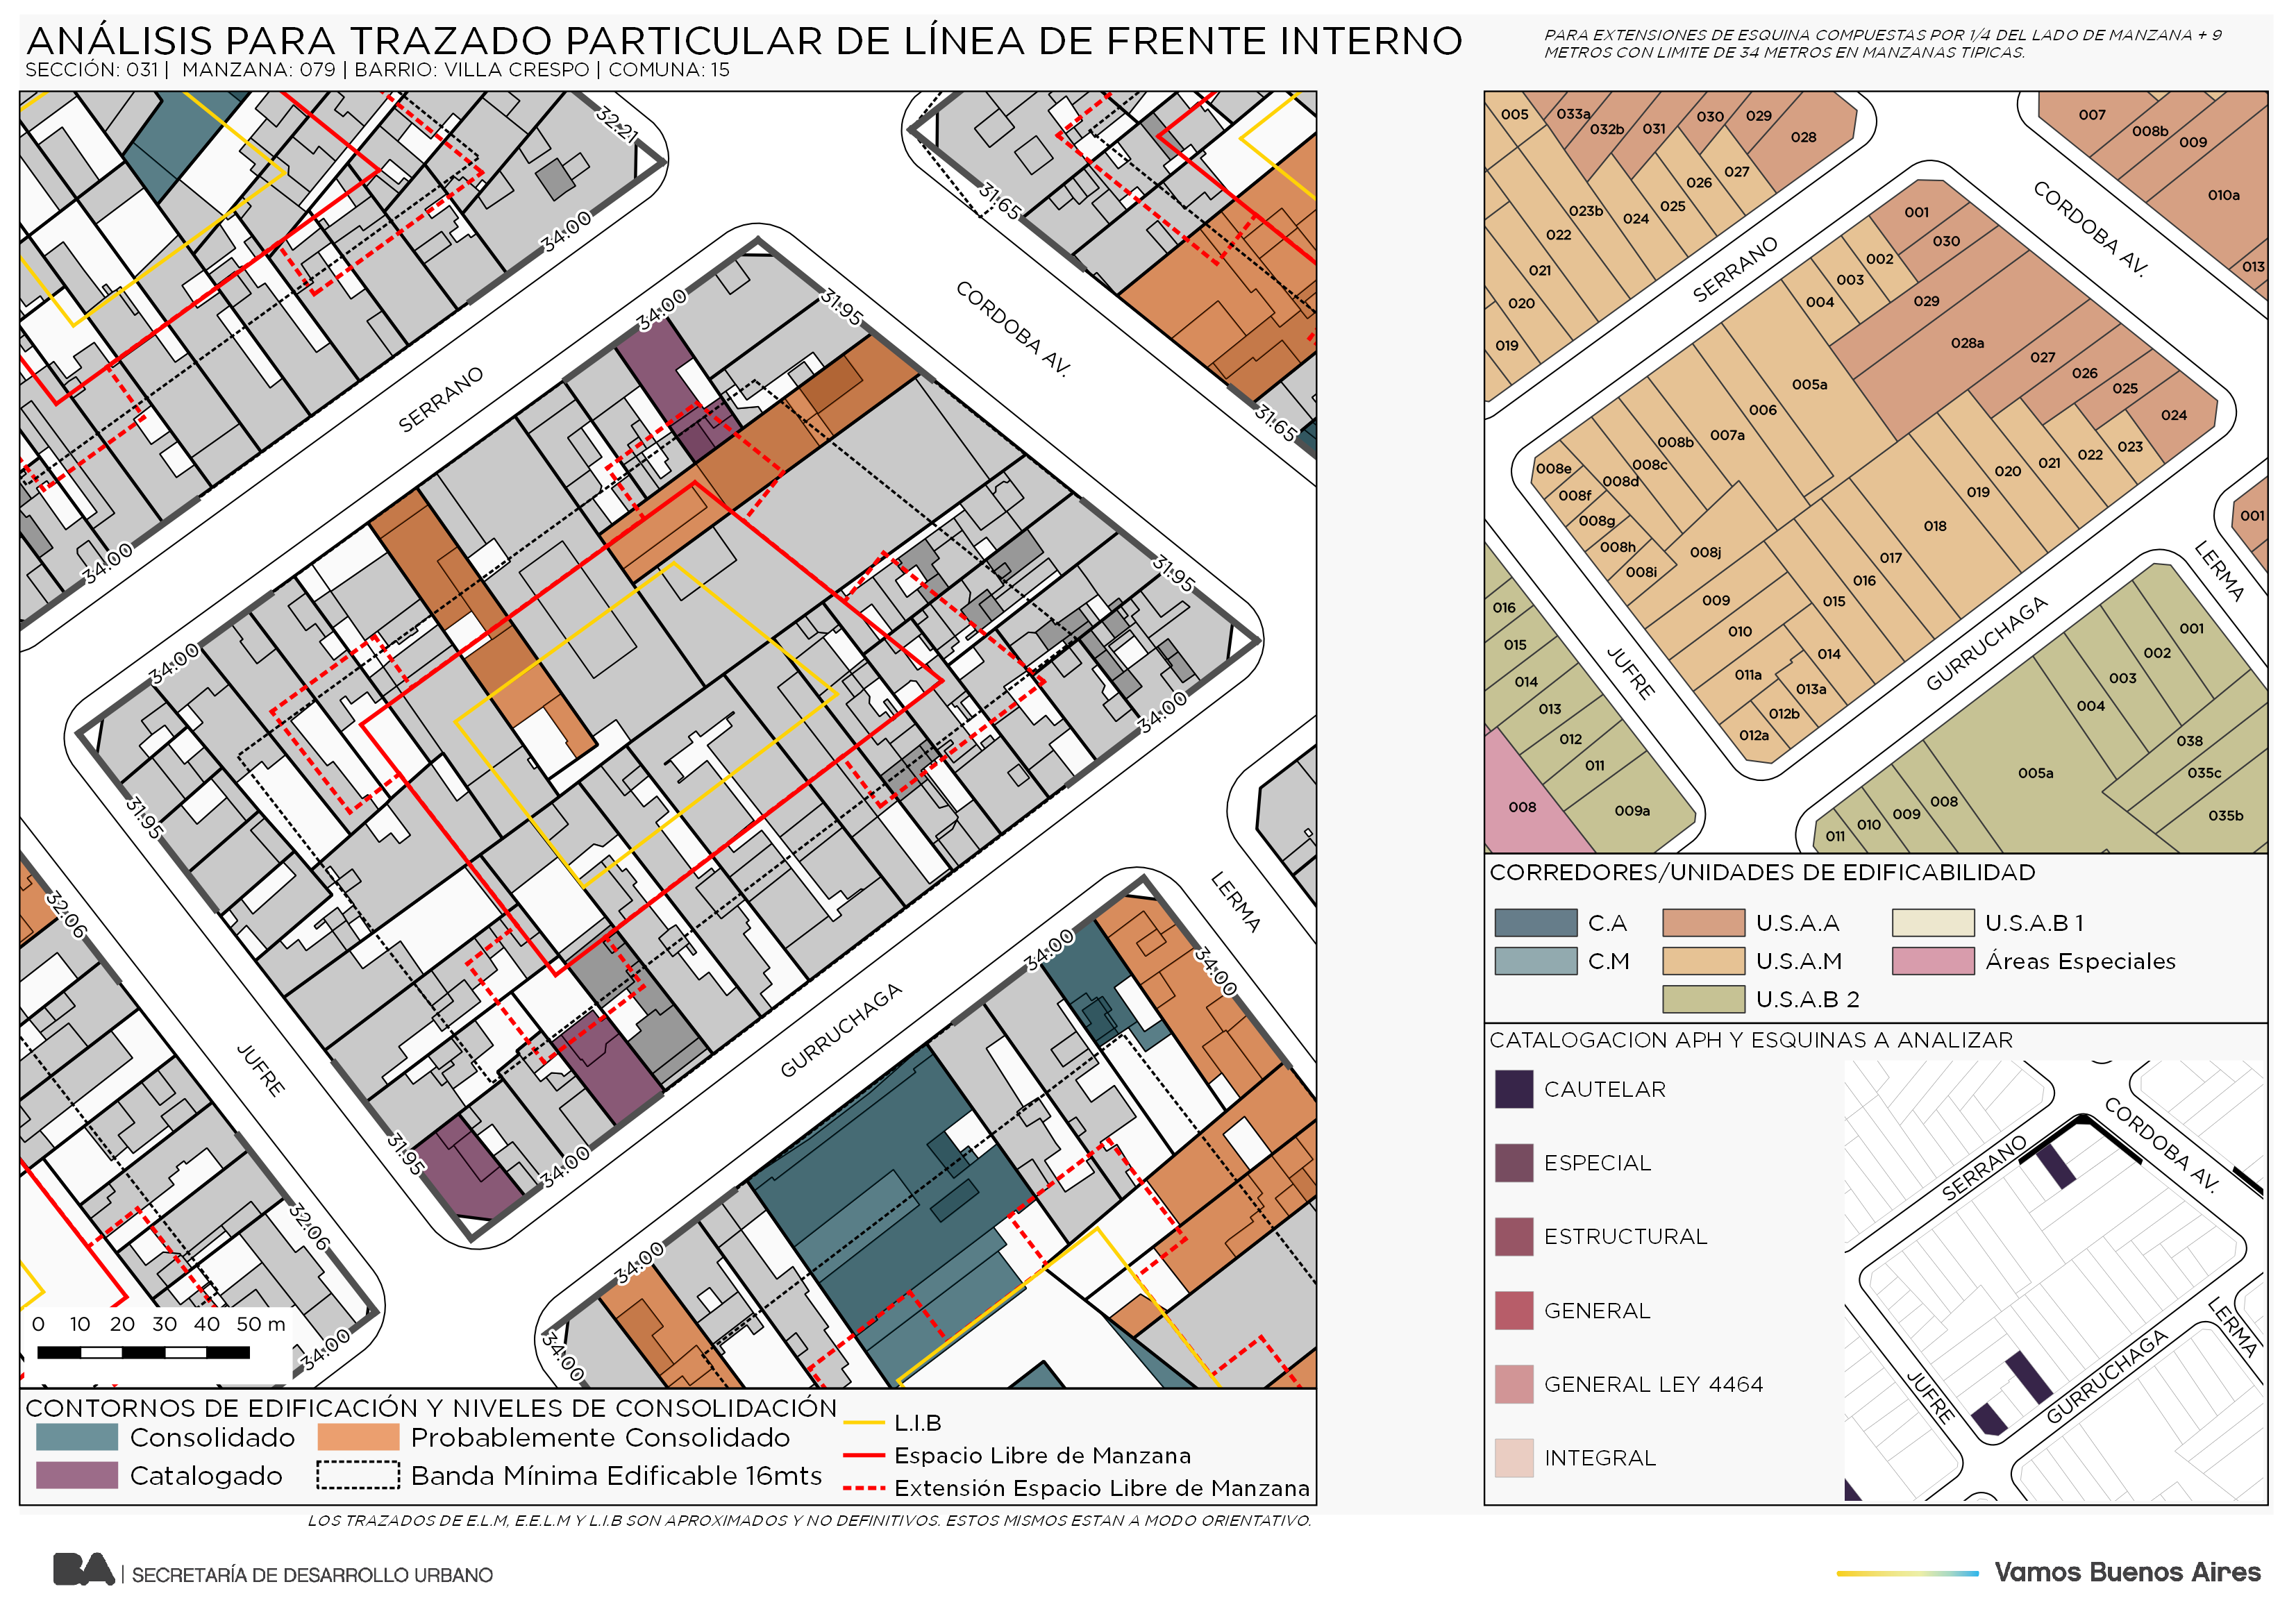 ANÁLISIS PARA TRAZADO PARTICULAR DE LÍNEA DE FRENTE INTERNO
SECCIÓN: 031 | MANZANA: 079 | BARRIO: VILLA CRESPO | COMUNA: 15
PARA EXTENSIONES DE ESQUINA COMPUESTAS POR 1/4 DEL LADO DE MANZANA + 9
METROS CON LIMITE DE 34 METROS EN MANZANAS TIPICAS.
32.21
34.00
31.65
CORDOBA AV.
34.00
31.95
SERRANO
31.65
34.00
31.95
34.00
34.00
31.95
32.06
LERMA
34.00
34.00
GURRUCHAGA
JUFRE
31.95
34.00
32.06
34.00
34.00
34.00
0 10 20 30 40 50 m
CONTORNOS DE EDIFICACIÓN Y NIVELES DE CONSOLIDACIÓN
Consolidado
Probablemente Consolidado
Catalogado
Banda Mínima Edificable 16mts
L.I.B
Espacio Libre de Manzana
Extensión Espacio Libre de Manzana
LOS TRAZADOS DE E.L.M, E.E.L.M Y L.I.B SON APROXIMADOS Y NO DEFINITIVOS. ESTOS MISMOS ESTAN A MODO ORIENTATIVO.
005
033a
032b
031
030
029
028
027
026
025
024
023b
022
021
020
019
007
008b
009
010a
013
CORDOBA AV.
SERRANO
001
030
002
003
004
029
028a
027
026
025
024
005a
006
007a
008b
008c
008d
008e
008f
008g
008h
008i
008j
009
010
011a
012a
012b
013a
014
015
016
017
018
019
020
021
022
023
001
LERMA
GURRUCHAGA
JUFRE
016
015
014
013
012
011
009a
008
001
002
003
004
005a
038
035c
035b
008
009
010
011
CORREDORES/UNIDADES DE EDIFICABILIDAD
C.A
U.S.A.A
U.S.A.B 1
C.M
U.S.A.M
Áreas Especiales
U.S.A.B 2
CATALOGACION APH Y ESQUINAS A ANALIZAR
CAUTELAR
ESPECIAL
ESTRUCTURAL
GENERAL
GENERAL LEY 4464
INTEGRAL
CORDOBA AV.
SERRANO
LERMA
GURRUCHAGA
JUFRE
BA | SECRETARÍA DE DESARROLLO URBANO
Vamos Buenos Aires